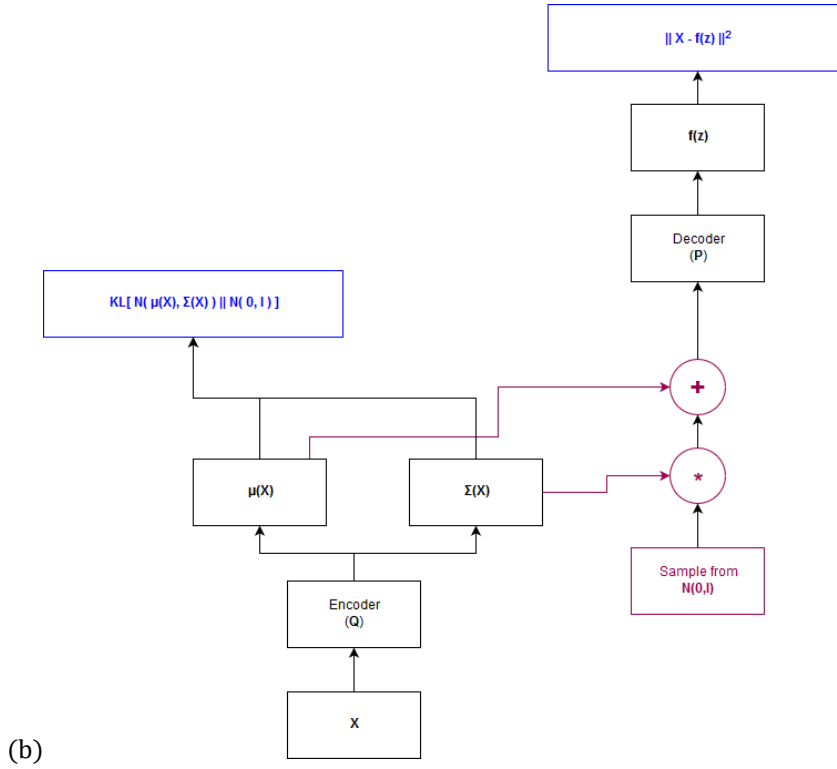 || X - f(z) ||²
f(z)
Decoder
(P)
KL[ N( μ(X), Σ(X) ) || N( 0, I ) ]
+
μ(X)
Σ(X)
*
Sample from
N(0,I)
Encoder
(Q)
X
(b)